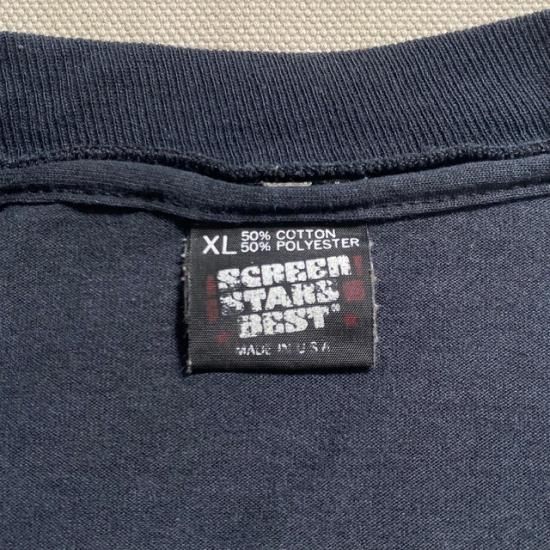 XL 50% COTTON
50% POLYESTER
SCREEN
STARS
BEST®
MADE IN U.S.A.